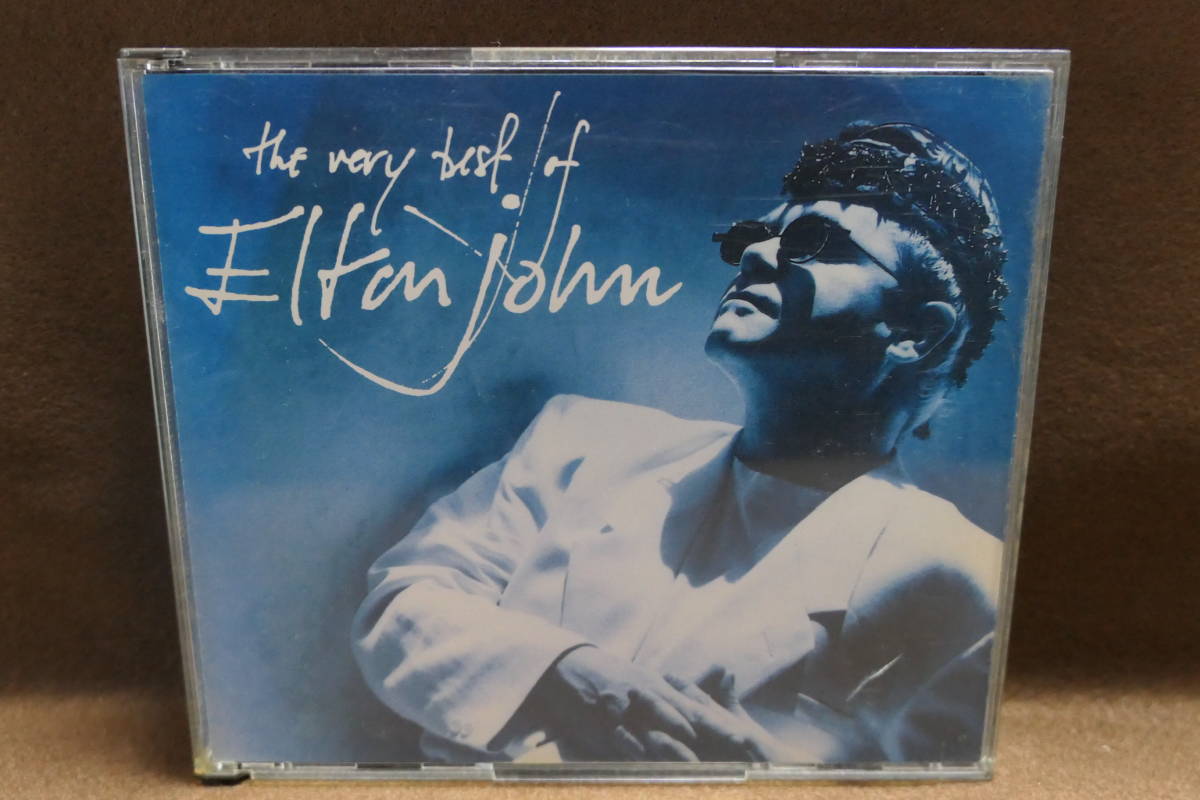 the very best of
Elton john